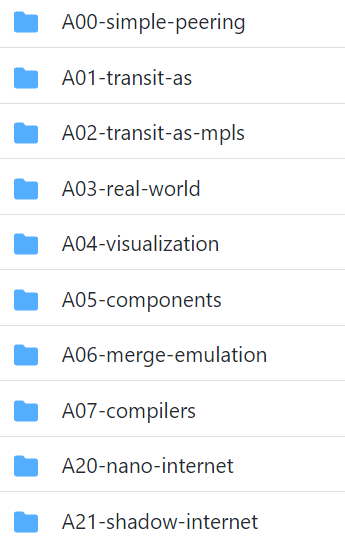 A00-simple-peering
A01-transit-as
A02-transit-as-mpls
A03-real-world
A04-visualization
A05-components
A06-merge-emulation
A07-compilers
A20-nano-internet
A21-shadow-internet